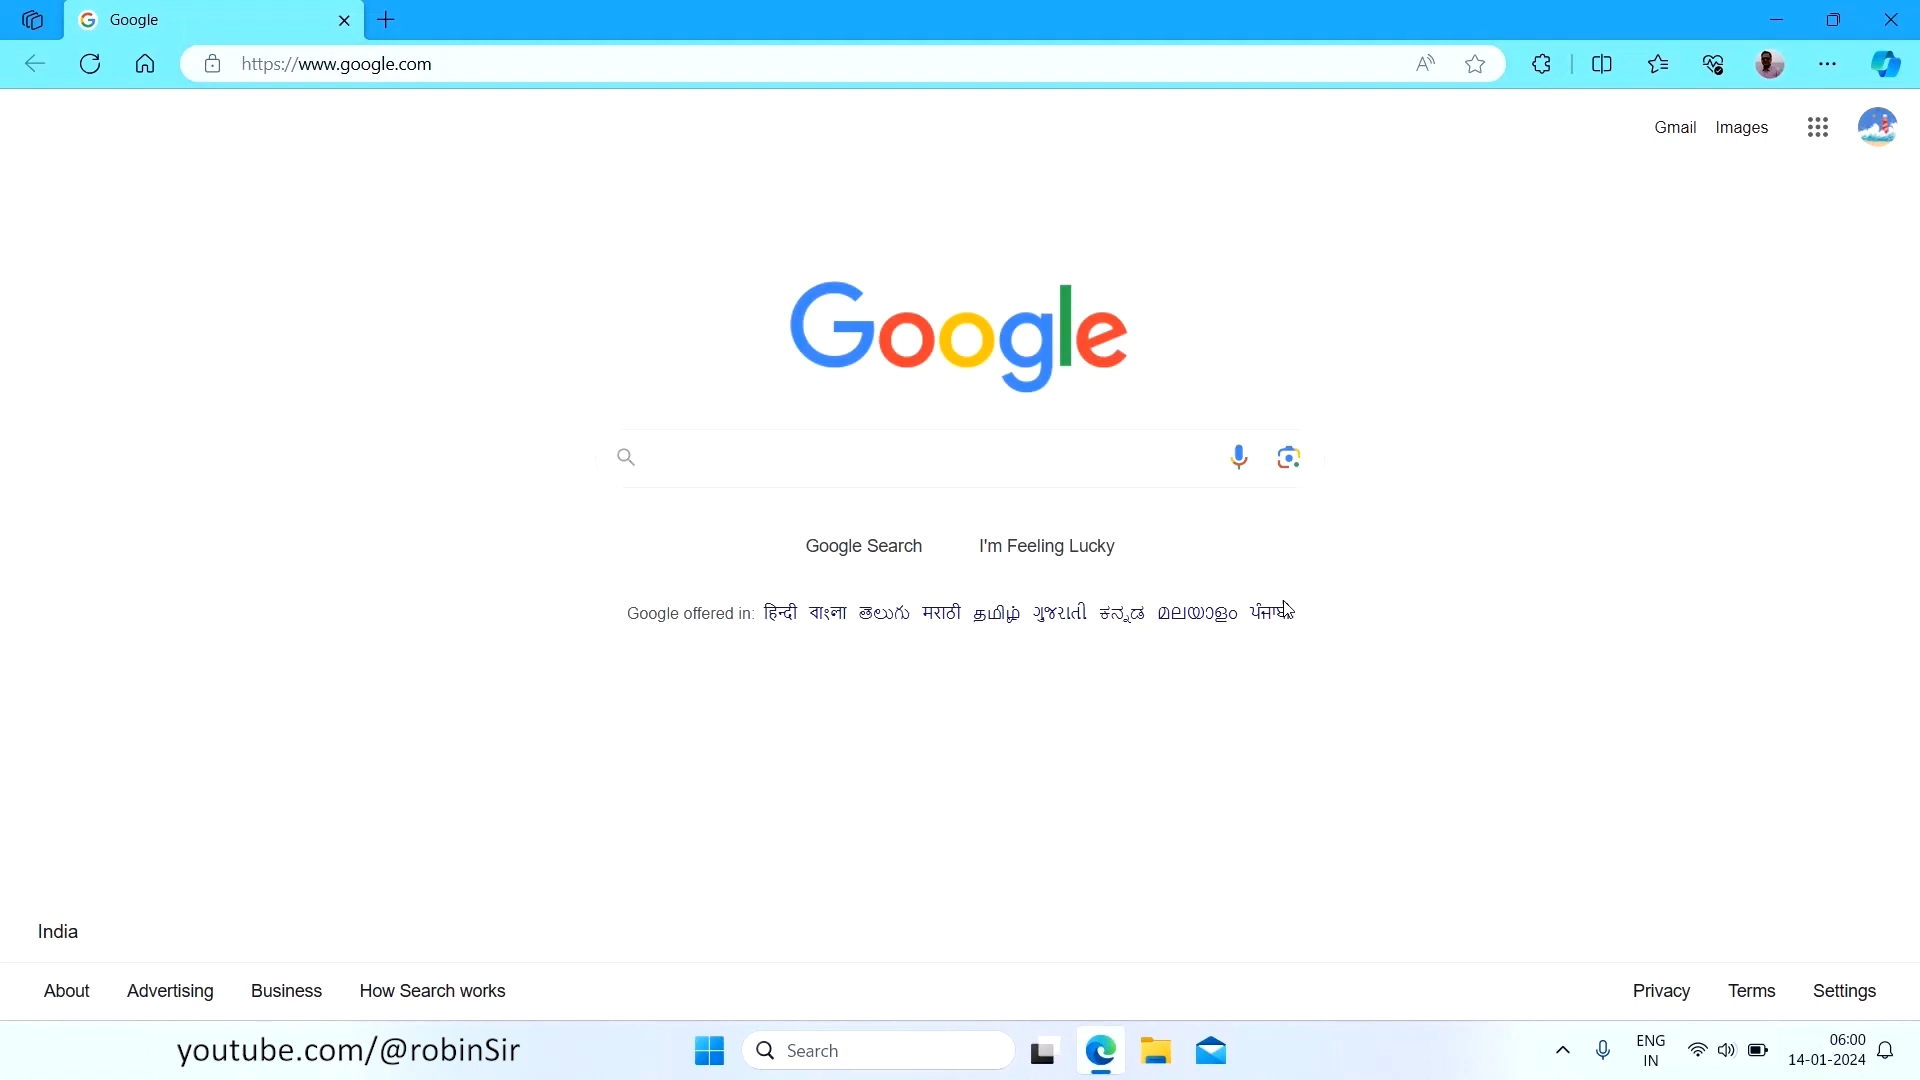 Google
https://www.google.com
Gmail Images
Google
Google Search I'm Feeling Lucky
Google offered in: हिन्दी বাংলা తెలుగు मराठी தமிழ் ગુજરાતી ಕನ್ನಡ മലയാളം ਪੰਜਾਬੀ
India
About Advertising Business How Search works Privacy Terms Settings
youtube.com/@robinSir
Search
ENG
IN
06:00
14-01-2024